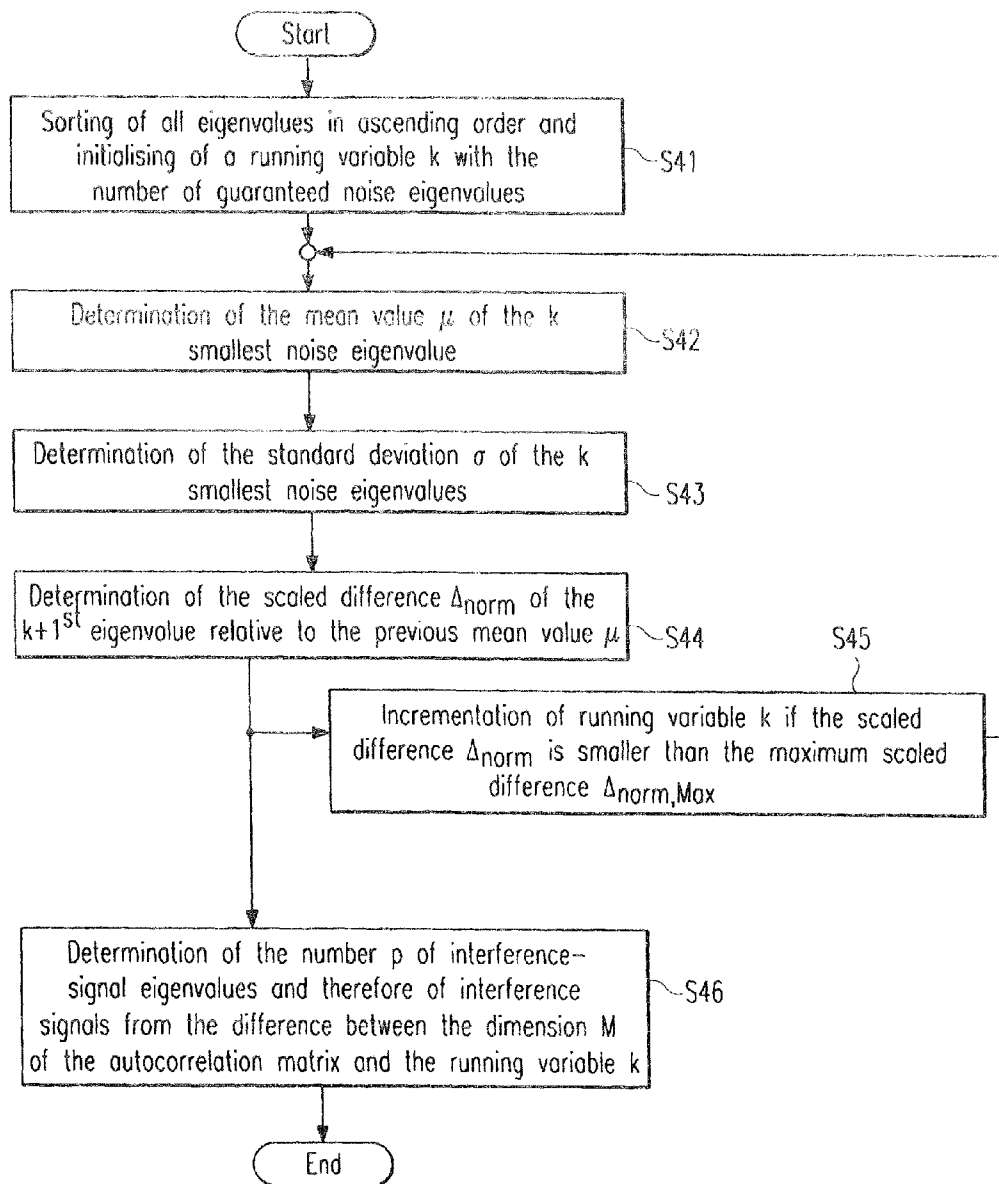 Start
Sorting of all eigenvalues in ascending order and
initialising of a running variable k with the
number of guaranteed noise eigenvalues
S41
Determination of the mean value μ of the k
smallest noise eigenvalue
S42
Determination of the standard deviation σ of the k
smallest noise eigenvalues
S43
Determination of the scaled difference Δnorm of the
k+1st eigenvalue relative to the previous mean value μ
S44
S45
Incrementation of running variable k if the scaled
difference Δnorm is smaller than the maximum scaled
difference Δnorm,Max
Determination of the number p of interference-
signal eigenvalues and therefore of interference
signals from the difference between the dimension M
of the autocorrelation matrix and the running variable k
S46
End